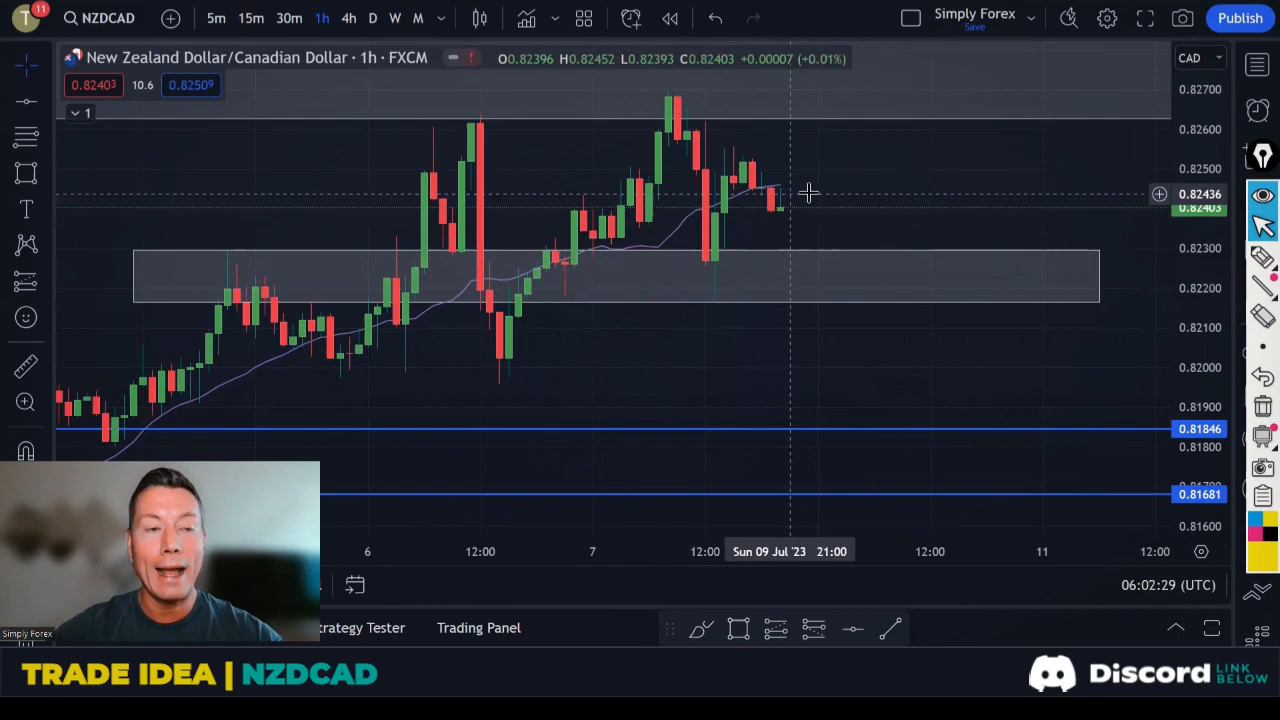 T
11
NZDCAD
5m 15m 30m 1h 4h D W M
Simply Forex
Save
Publish
New Zealand Dollar/Canadian Dollar · 1h · FXCM
O0.82396 H0.82452 L0.82393 C0.82403 +0.00007 (+0.01%)
CAD
0.82403 10.6 0.82509
1
0.82700
0.82600
0.82500
0.82436
0.82403
0.82300
0.82200
0.82100
0.82000
0.81900
0.81846
0.81800
0.81681
0.81600
6 12:00 7 12:00 Sun 09 Jul '23 21:00 12:00 11 12:00
06:02:29 (UTC)
Simply Forex
trategy Tester Trading Panel
TRADE IDEA | NZDCAD
Discord LINK BELOW